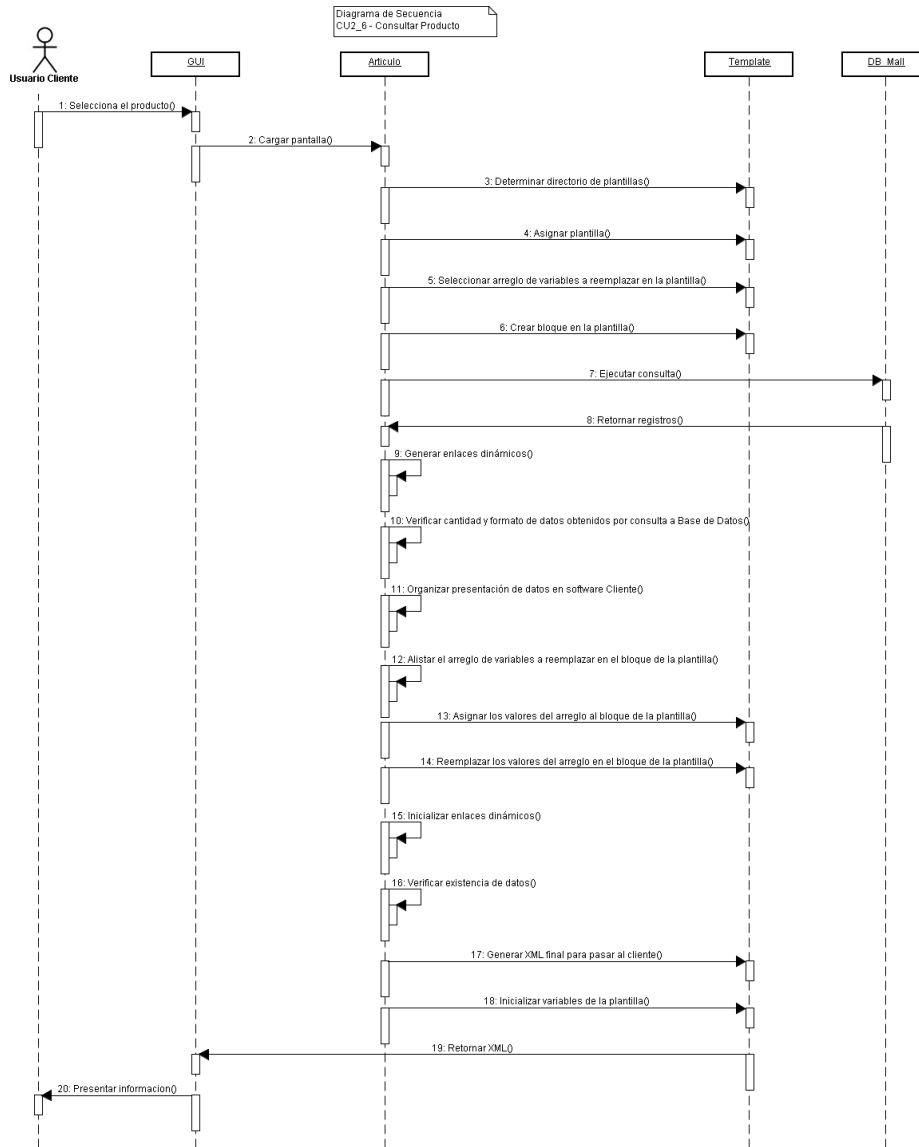 Diagrama de Secuencia
CU2_6 - Consultar Producto
Usuario Cliente
GUI
Articulo
Template
DB_Mall
1: Selecciona el producto()
2: Cargar pantalla()
3: Determinar directorio de plantillas()
4: Asignar plantilla()
5: Seleccionar arreglo de variables a reemplazar en la plantilla()
6: Crear bloque en la plantilla()
7: Ejecutar consulta()
8: Retornar registros()
9: Generar enlaces dinámicos()
10: Verificar cantidad y formato de datos obtenidos por consulta a Base de Datos()
11: Organizar presentación de datos en software Cliente()
12: Alistar el arreglo de variables a reemplazar en el bloque de la plantilla()
13: Asignar los valores del arreglo al bloque de la plantilla()
14: Reemplazar los valores del arreglo en el bloque de la plantilla()
15: Inicializar enlaces dinámicos()
16: Verificar existencia de datos()
17: Generar XML final para pasar al cliente()
18: Inicializar variables de la plantilla()
19: Retornar XML()
20: Presentar informacion()